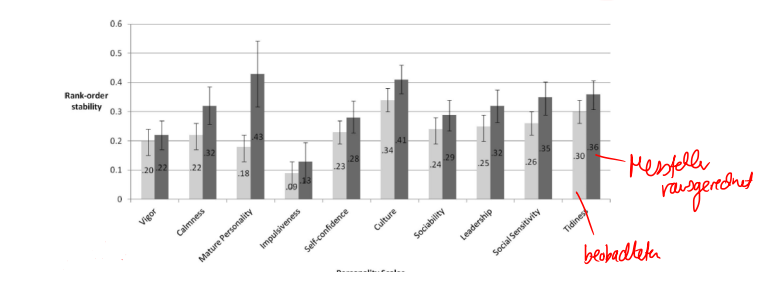 0.6
0.5
0.4
0.3
0.2
0.1
0
Rank-order
stability
.20 .22
.22 .32
.18 .43
.09 .13
.23 .28
.34 .41
.24 .29
.25 .32
.26 .35
.30 .36
Vigor
Calmness
Mature Personality
Impulsiveness
Self-confidence
Culture
Sociability
Leadership
Social Sensitivity
Tidiness
Messfehler
rausgerechnet
beobachteter